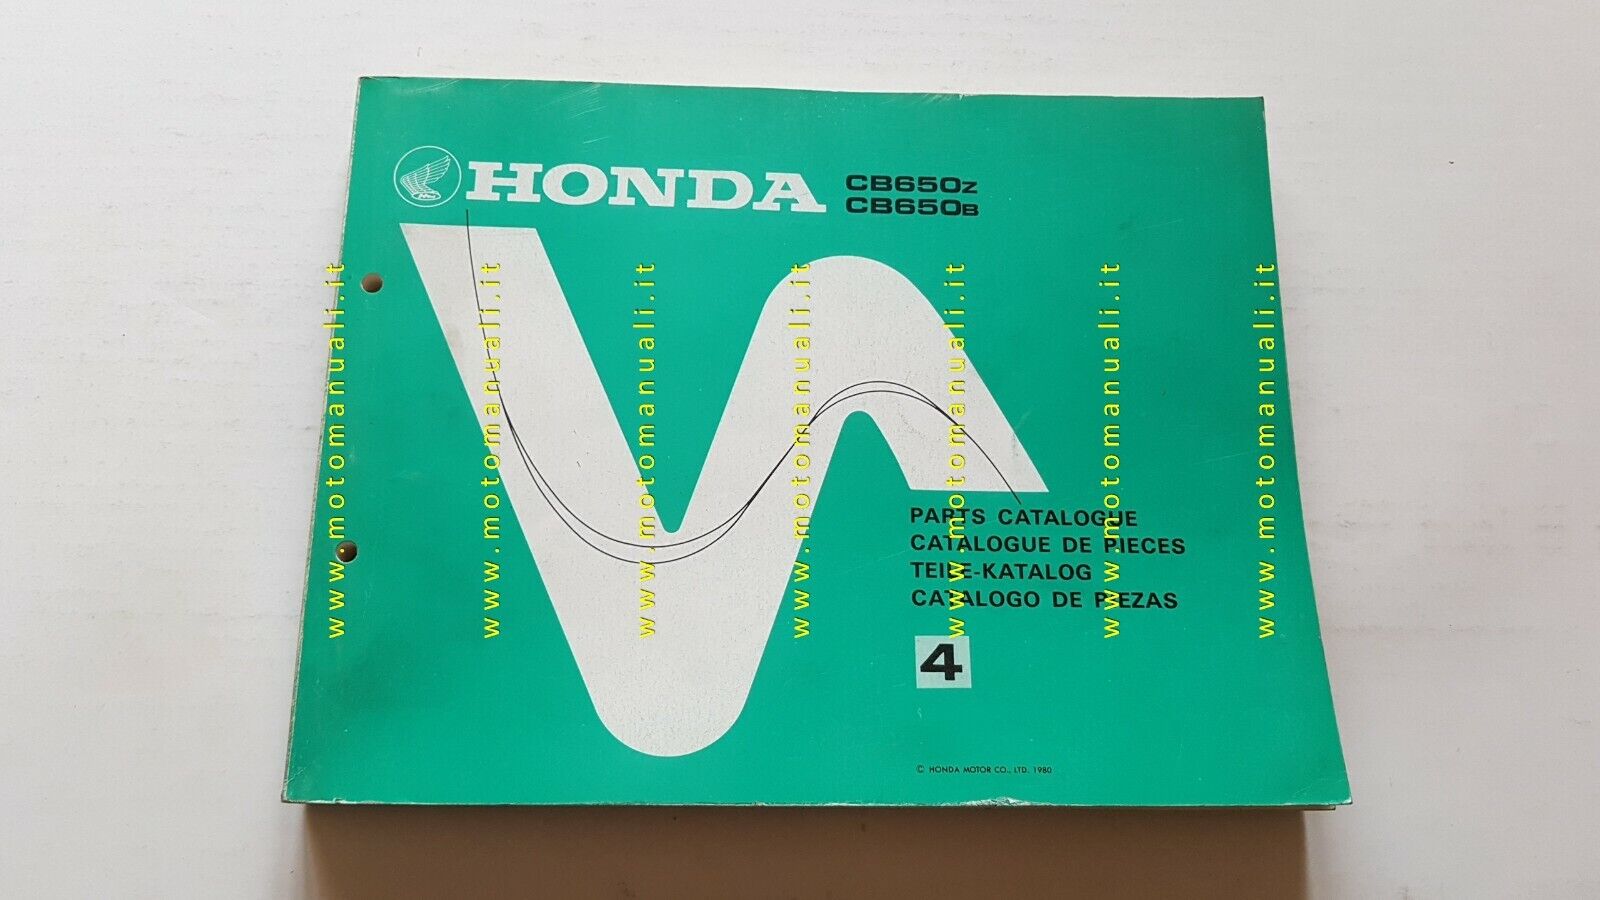 HONDA
CB650Z
CB650B
PARTS CATALOGUE
CATALOGUE DE PIECES
TEILE-KATALOG
CATALOGO DE PIEZAS
4
© HONDA MOTOR CO., LTD. 1980
www.motomanuali.it
www.motomanuali.it
www.motomanuali.it
www.motomanuali.it
www.motomanuali.it
www.motomanuali.it
www.motomanuali.it